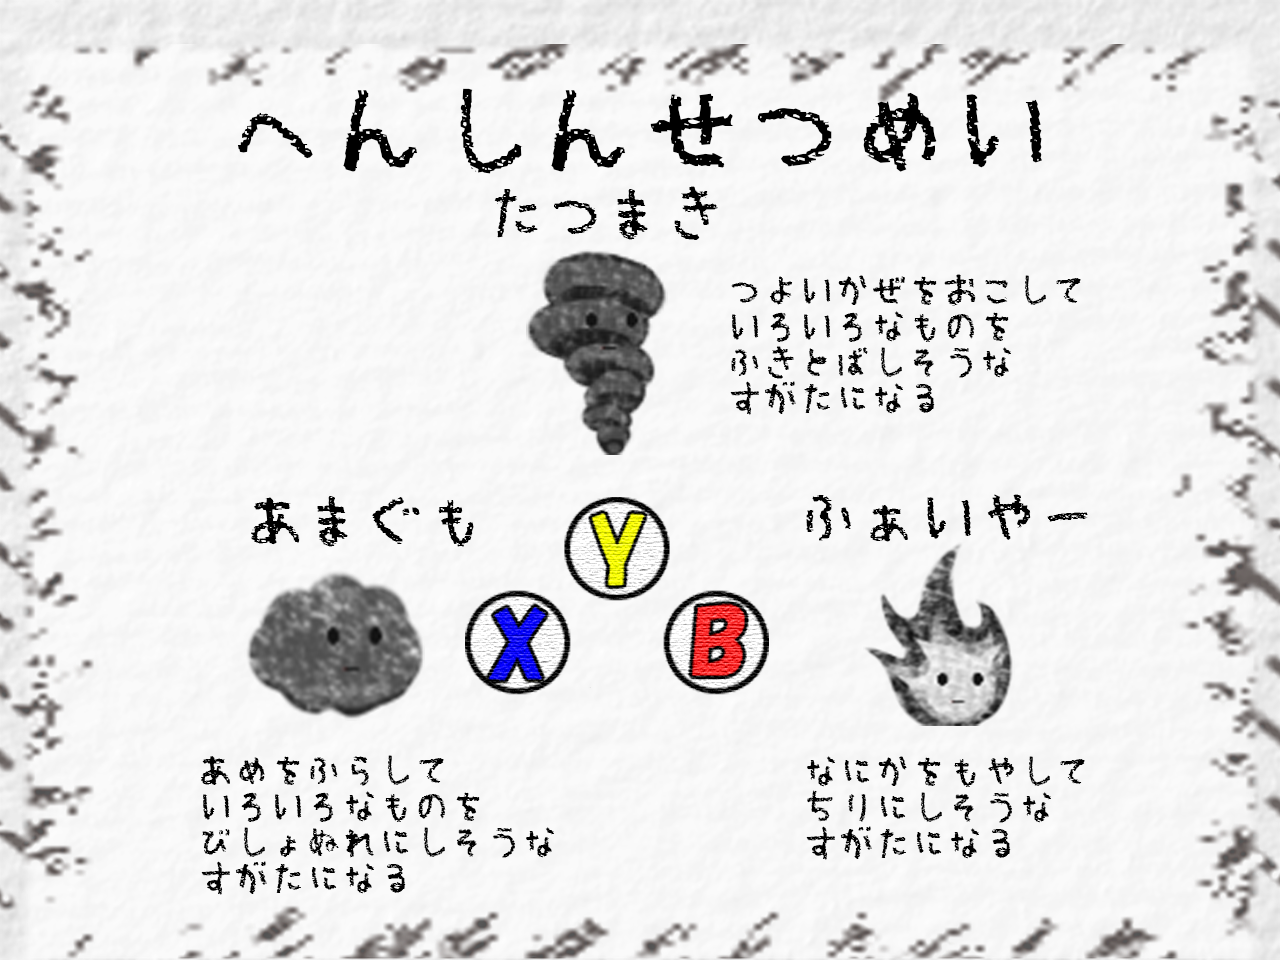 へんしんせつめい
たつまき
つよいかぜをおこして
いろいろなものを
ふきとばしそうな
すがたになる
あまぐも
ふぁいやー
Y
X
B
あめをふらして
いろいろなものを
びしょぬれにしそうな
すがたになる
なにかをもやして
ちりにしそうな
すがたになる